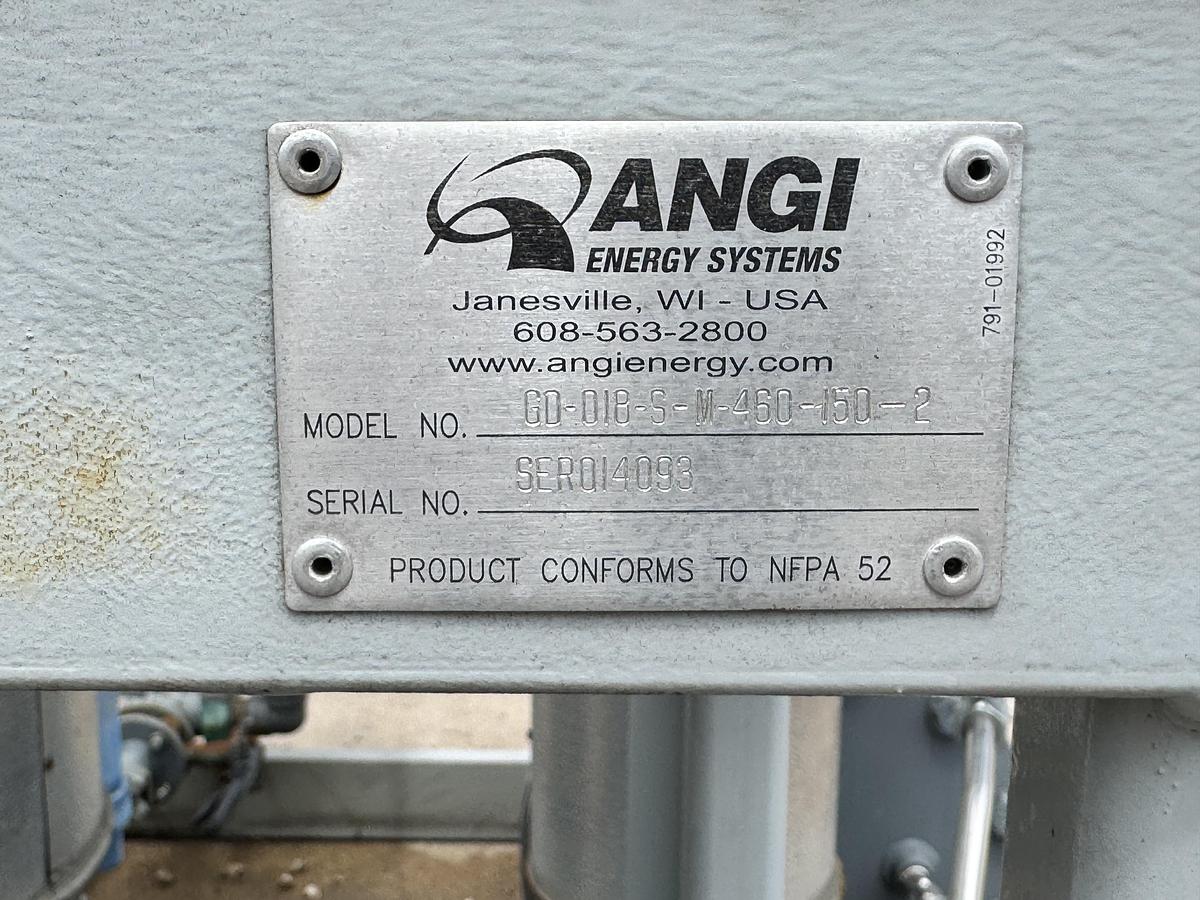 ANGI
ENERGY SYSTEMS
Janesville, WI - USA
608-563-2800
www.angienergy.com
791-01992
MODEL NO. GD-018-S-M-460-150-2
SERIAL NO. SER014093
PRODUCT CONFORMS TO NFPA 52